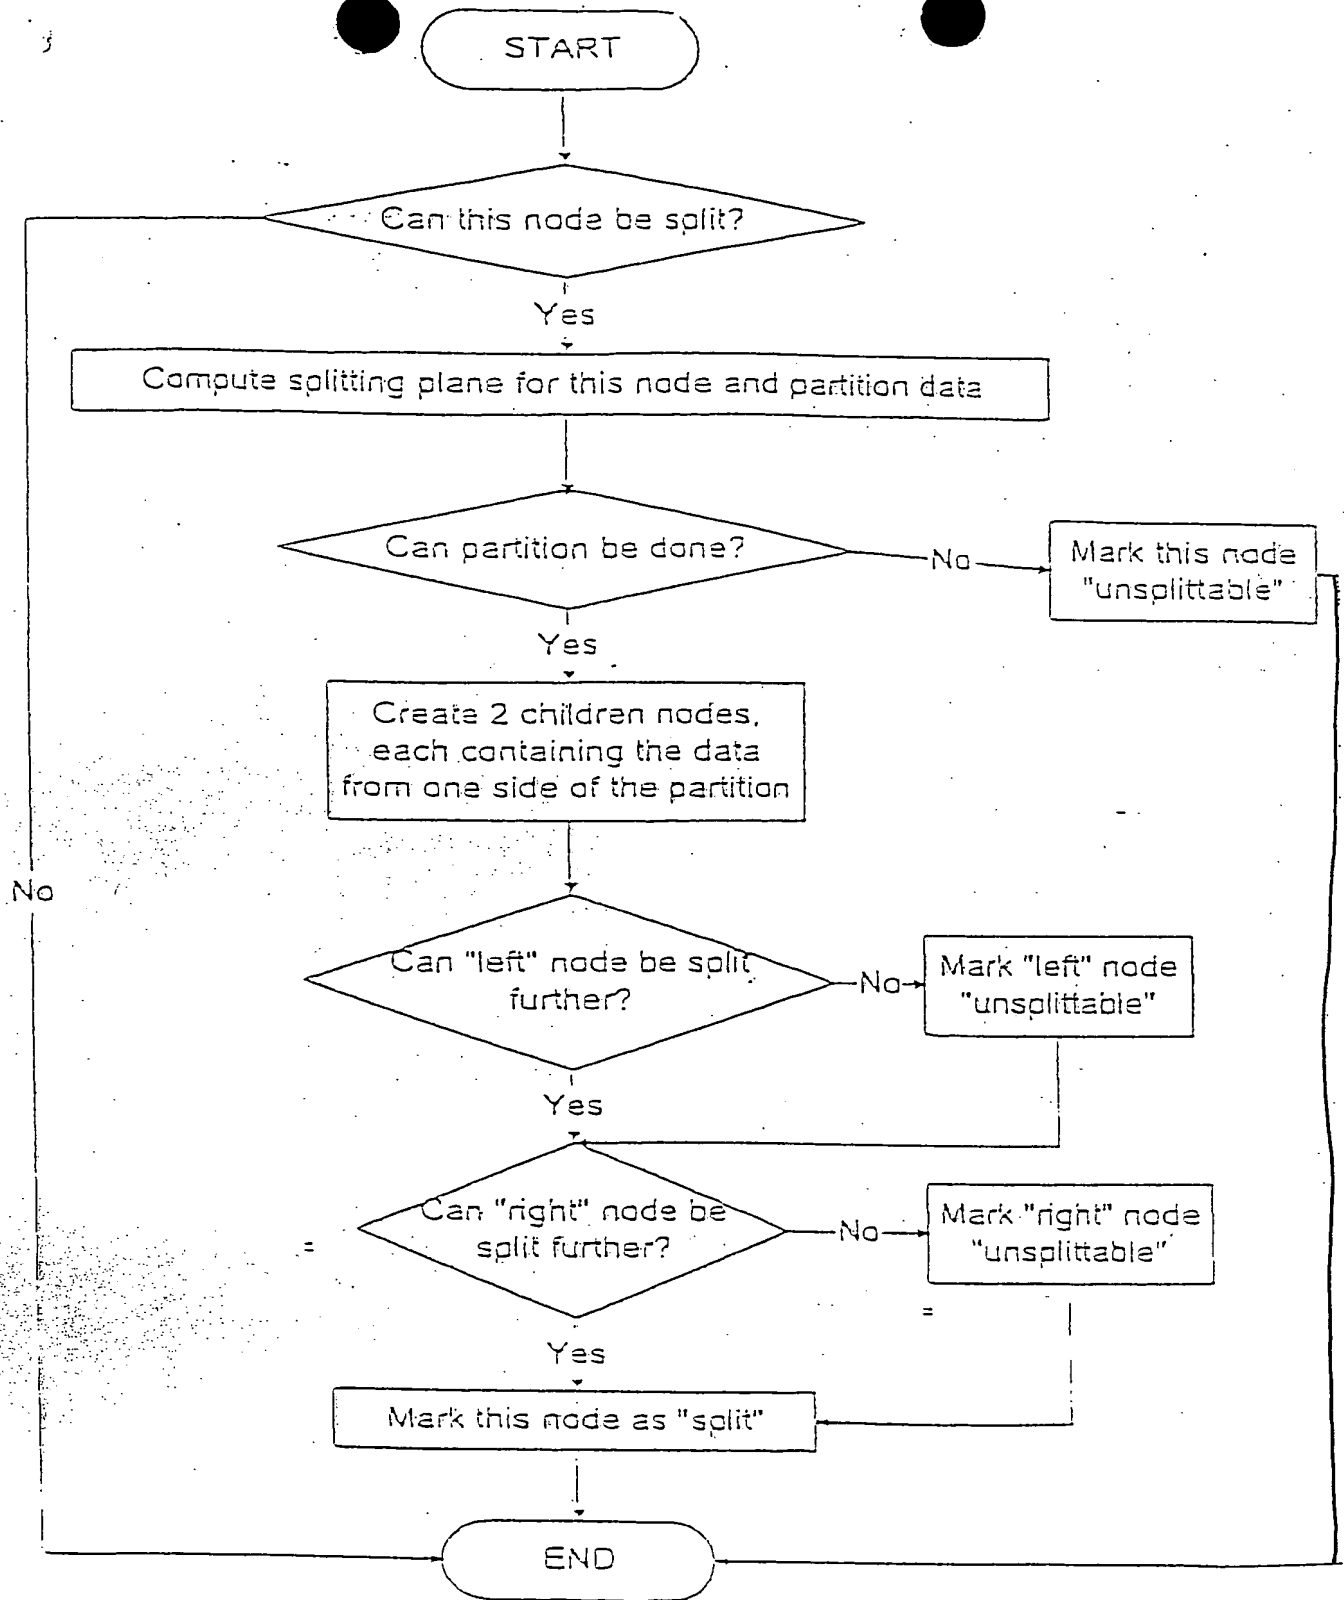 START
Can this node be split?
Yes
Compute splitting plane for this node and partition data
Can partition be done?
No
Mark this node
"unsplittable"
Yes
Create 2 children nodes,
each containing the data
from one side of the partition
No
Can "left" node be split
further?
No
Mark "left" node
"unsplittable"
Yes
Can "right" node be
split further?
No
Mark "right" node
"unsplittable"
Yes
Mark this node as "split"
END